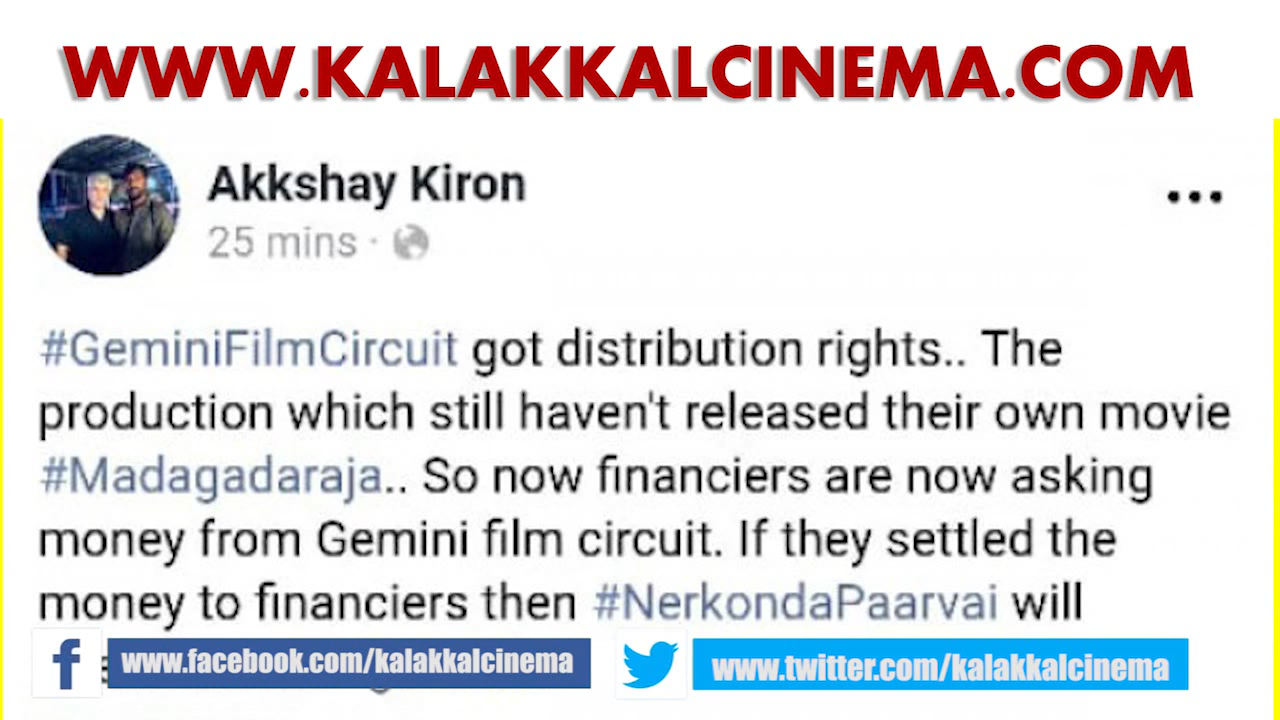 WWW.KALAKKALCINEMA.COM
Akkshay Kiron
25 mins ·
#GeminiFilmCircuit got distribution rights.. The
production which still haven't released their own movie
#Madagadaraja.. So now financiers are now asking
money from Gemini film circuit. If they settled the
money to financiers then #NerkondaPaarvai will
www.facebook.com/kalakkalcinema
www.twitter.com/kalakkalcinema